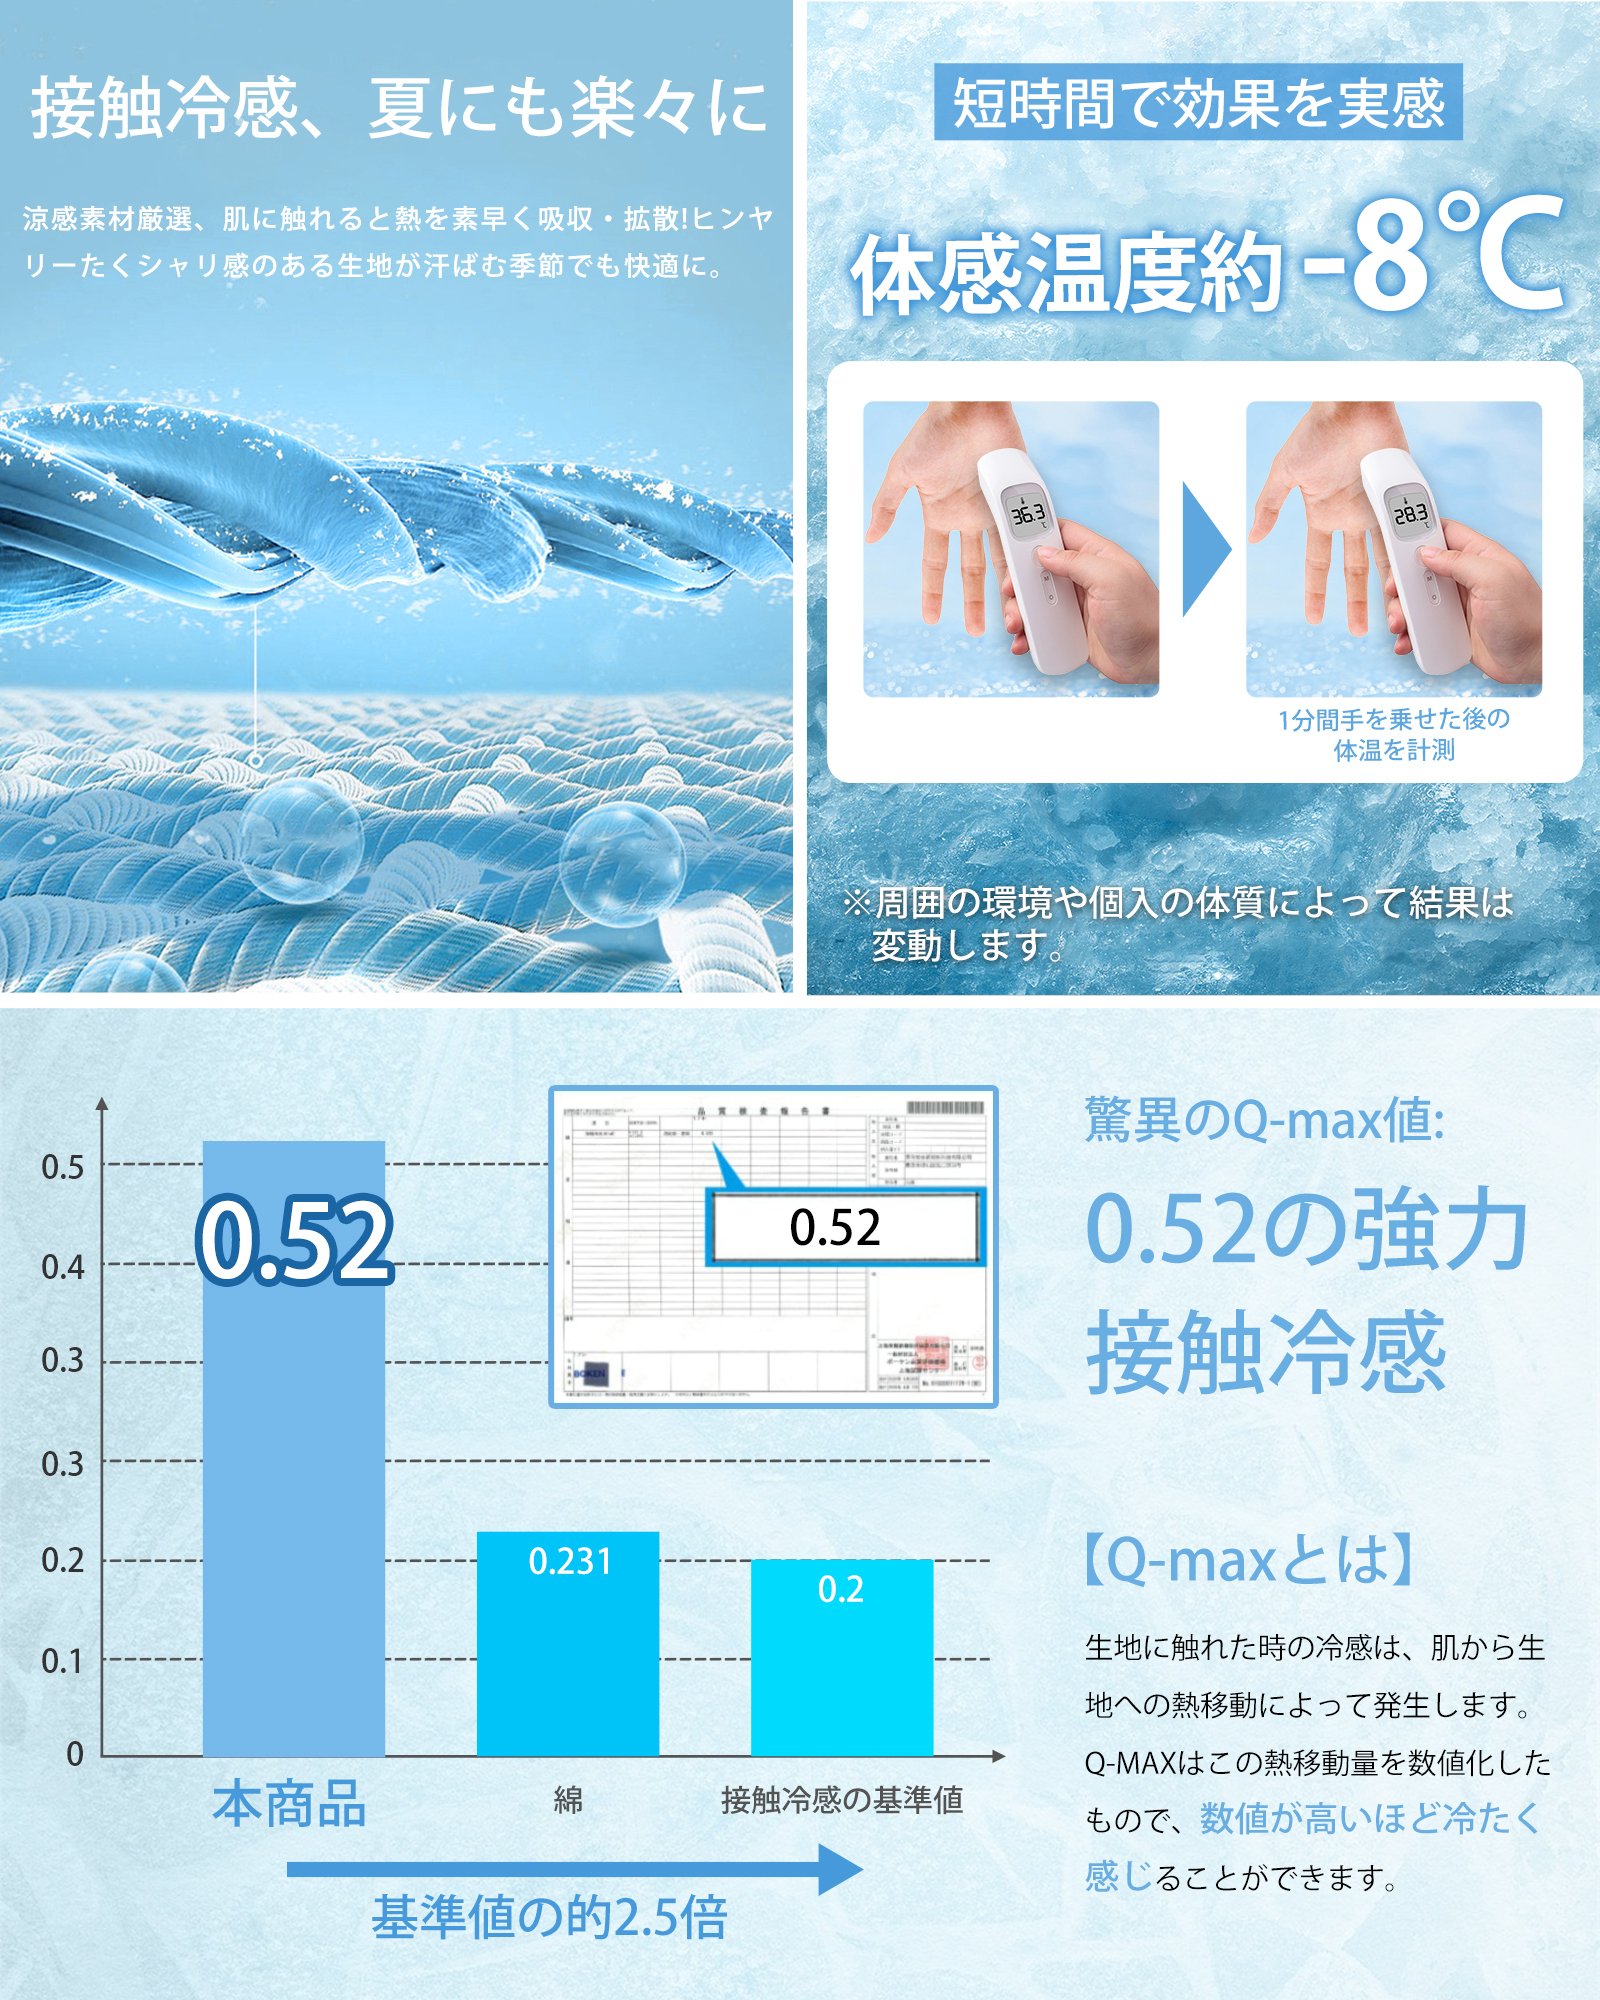 接触冷感、夏にも楽々に
涼感素材厳選、肌に触れると熱を素早く吸収・拡散!ヒンヤ
リーたくシャリ感のある生地が汗ばむ季節でも快適に。
短時間で効果を実感
体感温度約-8℃
36.3
℃
28.3
℃
1分間手を乗せた後の
体温を計測
※周囲の環境や個入の体質によって結果は
変動します。
0.5
0.4
0.3
0.3
0.2
0.1
0
0.52
0.231
0.2
本商品
綿
接触冷感の基準値
基準値の的2.5倍
品質検査報告書
0.52
BOKEN
驚異のQ-max値:
0.52の強力
接触冷感
【Q-maxとは】
生地に触れた時の冷感は、肌から生
地への熱移動によって発生します。
Q-MAXはこの熱移動量を数値化した
もので、数値が高いほど冷たく
感じることができます。